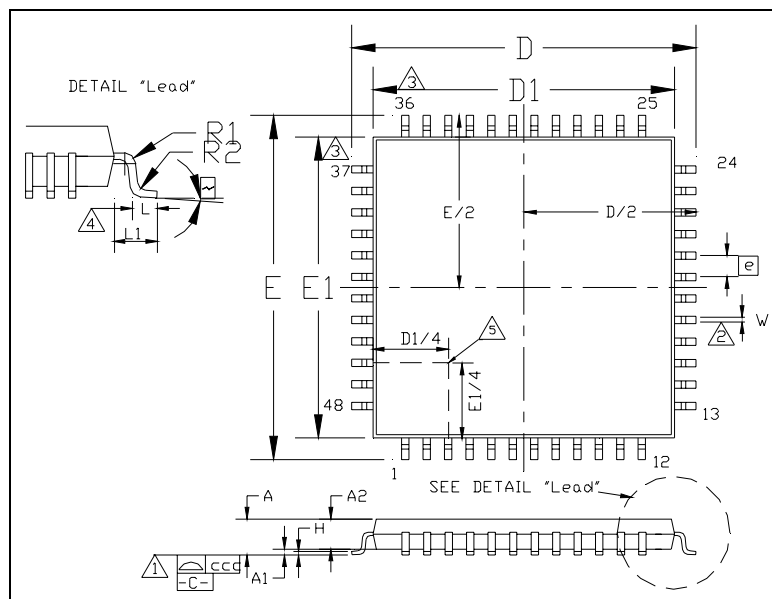 D
DETAIL "Lead"
3
D1
36
25
R1
R2
3
37
24
E/2
D/2
4
L
L1
E
E1
e
W
2
D1/4
5
E1/4
48
13
1
12
SEE DETAIL "Lead"
A
A2
H
1
ccc
-C-
A1